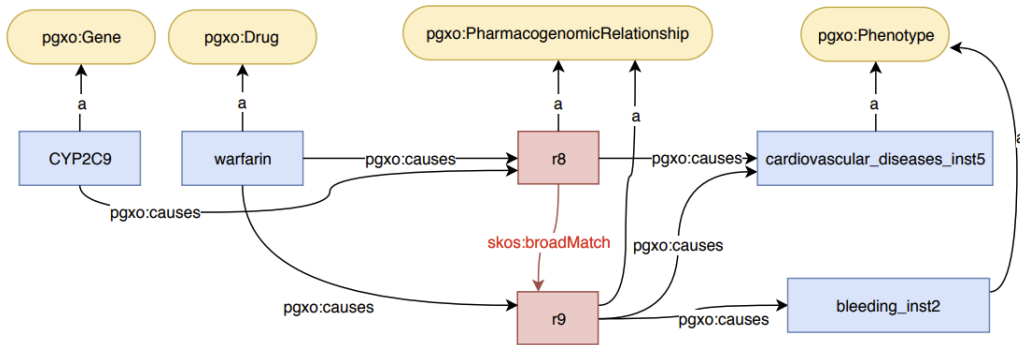 pgxo:Gene
pgxo:Drug
pgxo:PharmacogenomicRelationship
pgxo:Phenotype
a
a
a
a
a
a
CYP2C9
warfarin
pgxo:causes
r8
pgxo:causes
cardiovascular_diseases_inst5
pgxo:causes
skos:broadMatch
pgxo:causes
pgxo:causes
r9
pgxo:causes
bleeding_inst2